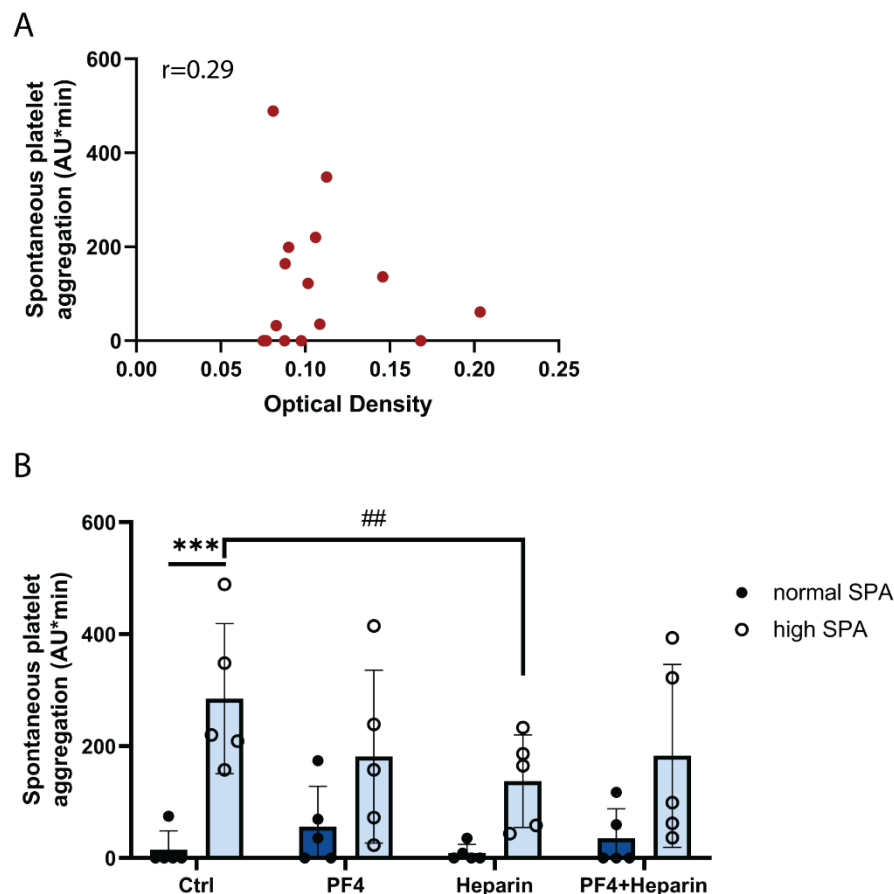 A
r=0.29
Spontaneous platelet
aggregation (AU*min)
600
400
200
0
0.00 0.05 0.10 0.15 0.20 0.25
Optical Density
B
Spontaneous platelet
aggregation (AU*min)
600
400
200
0
***
##
normal SPA
high SPA
Ctrl PF4 Heparin PF4+Heparin